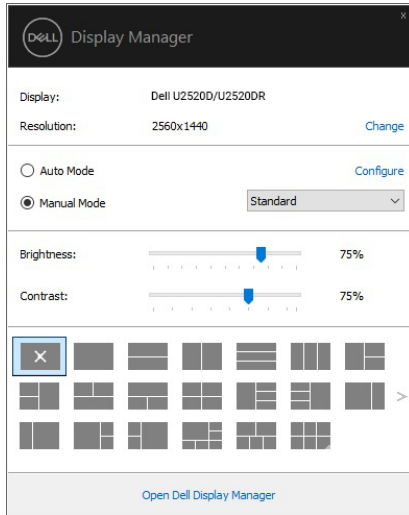 DELL Display Manager
x
Display: Dell U2520D/U2520DR
Resolution: 2560x1440 Change
Auto Mode Configure
Manual Mode Standard
Brightness: 75%
Contrast: 75%
Open Dell Display Manager